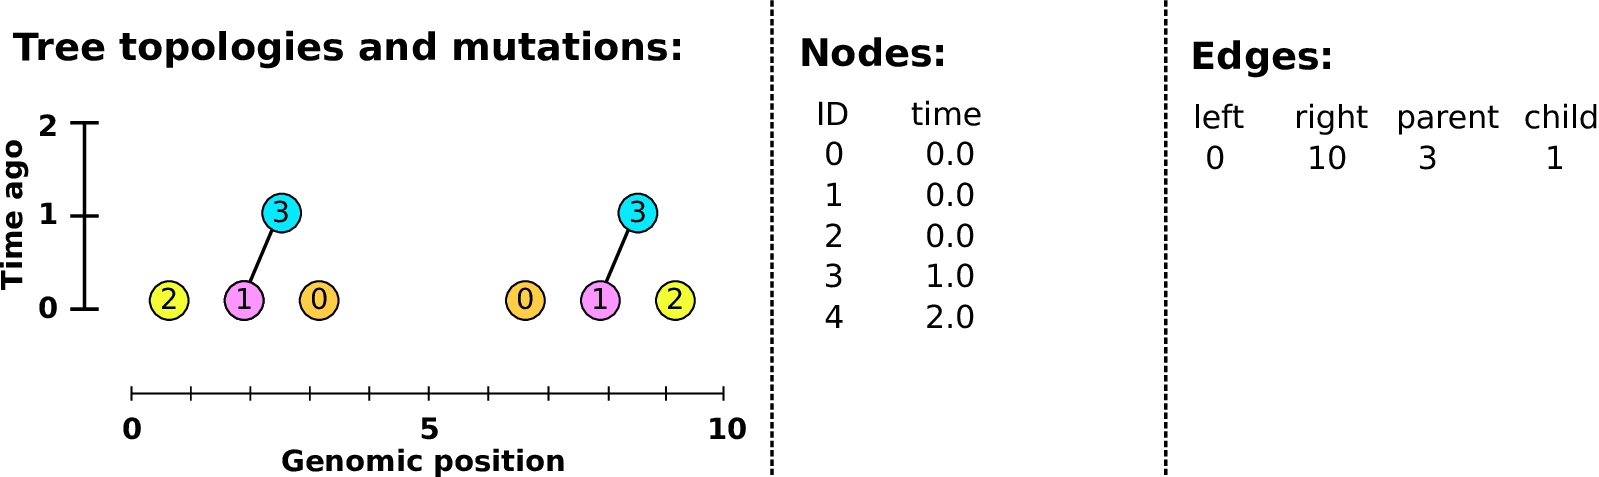 Tree topologies and mutations:
2
1
0
Time ago
3
2 1 0
3
0 1 2
0 5 10
Genomic position
Nodes:
ID time
0 0.0
1 0.0
2 0.0
3 1.0
4 2.0
Edges:
left right parent child
0 10 3 1